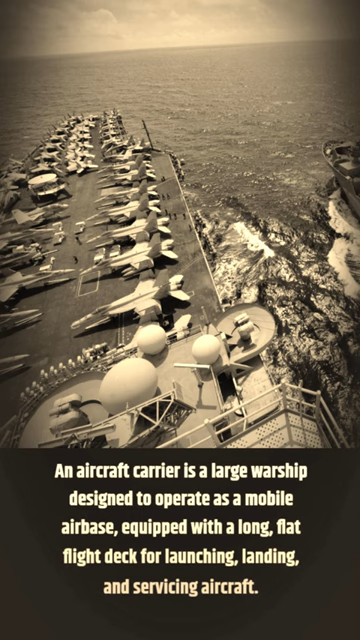 An aircraft carrier is a large warship
designed to operate as a mobile
airbase, equipped with a long, flat
flight deck for launching, landing,
and servicing aircraft.